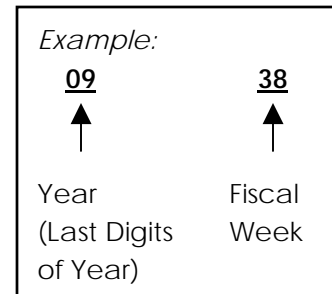 Example:
09 38
Year Fiscal
(Last Digits Week
of Year)